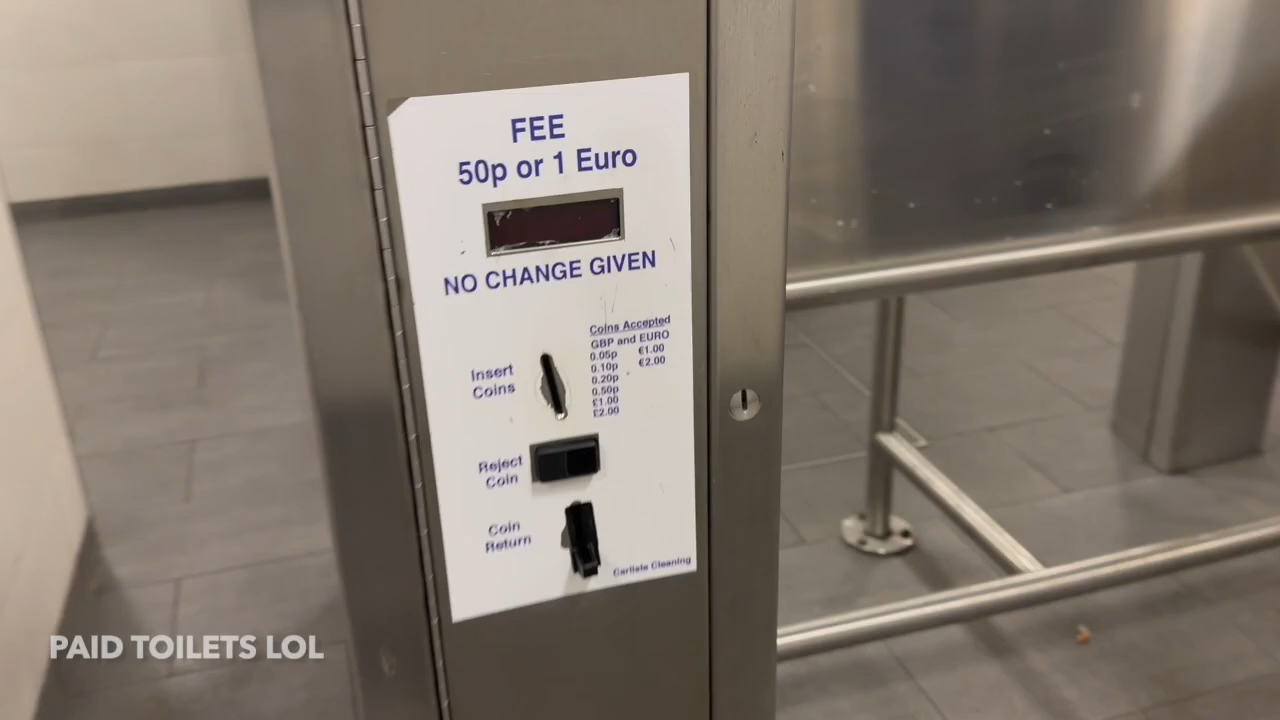 FEE
50p or 1 Euro
NO CHANGE GIVEN
Coins Accepted
GBP and EURO
0.05p €1.00
0.10p €2.00
0.20p
0.50p
£1.00
£2.00
Insert
Coins
Reject
Coin
Coin
Return
Carlisle Cleaning
PAID TOILETS LOL